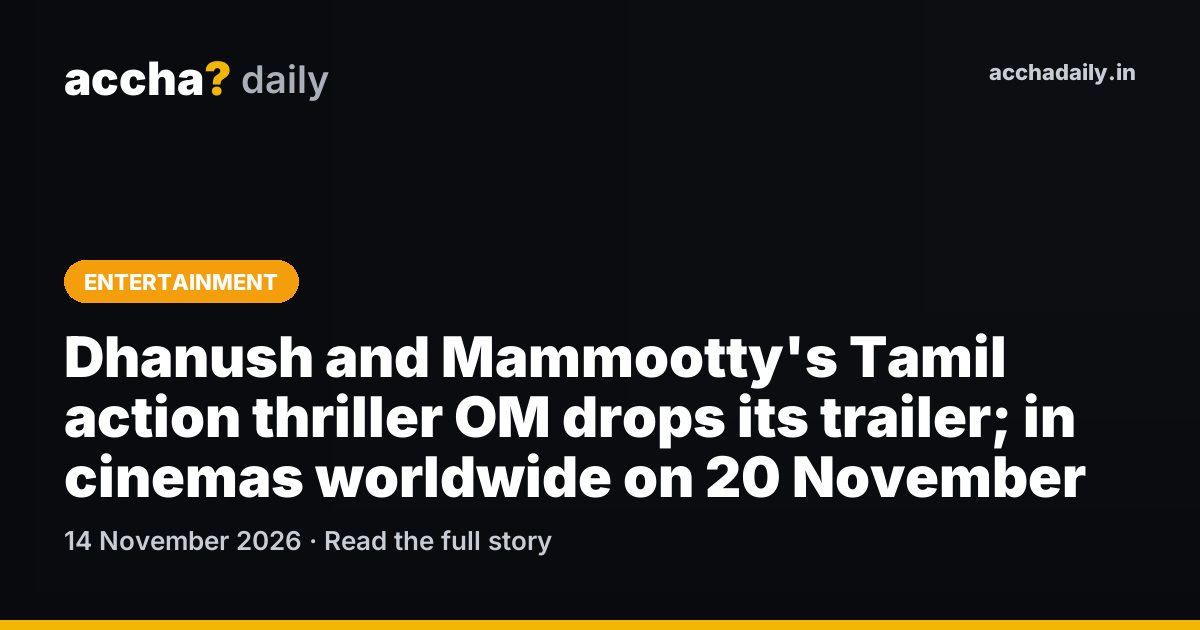 accha? daily
acchadaily.in
ENTERTAINMENT
Dhanush and Mammootty's Tamil
action thriller OM drops its trailer; in
cinemas worldwide on 20 November
14 November 2026 · Read the full story